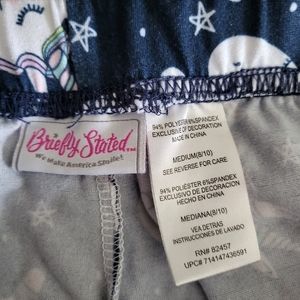 Briefly Stated
We Make America Smile!
94% POLYESTER 6%SPANDEX
EXCLUSIVE OF DECORATION
MADE IN CHINA
MEDIUM(8/10)
SEE REVERSE FOR CARE
94% POLIÉSTER 6%SPANDEX
EXCLUSIVO DE DECORACIÓN
HECHO EN CHINA
MEDIANA(8/10)
VEA DETRAS
INSTRUCCIONES DE LAVADO
RN# 82457
UPC# 714147436591